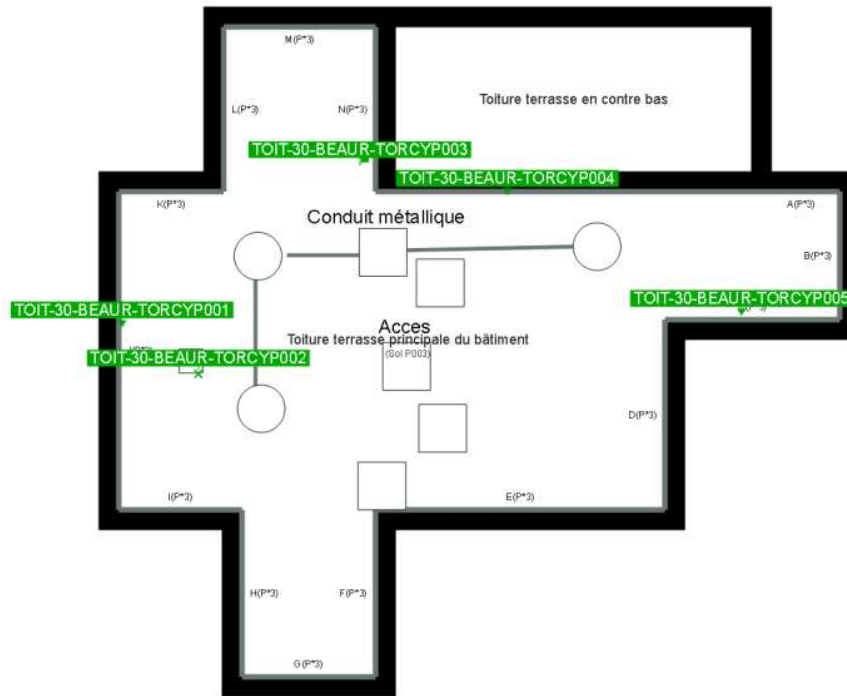 M(P*3)
Toiture terrasse en contre bas
L(P*3)
N(P*3)
TOIT-30-BEAUR-TORCYP003
TOIT-30-BEAUR-TORCYP004
K(P*3)
A(P*3)
Conduit métallique
B(P*3)
TOIT-30-BEAUR-TORCYP005
TOIT-30-BEAUR-TORCYP001
Acces
Toiture terrasse principale du bâtiment
(Sol P003)
TOIT-30-BEAUR-TORCYP002
D(P*3)
I(P*3)
E(P*3)
H(P*3)
F(P*3)
G(P*3)